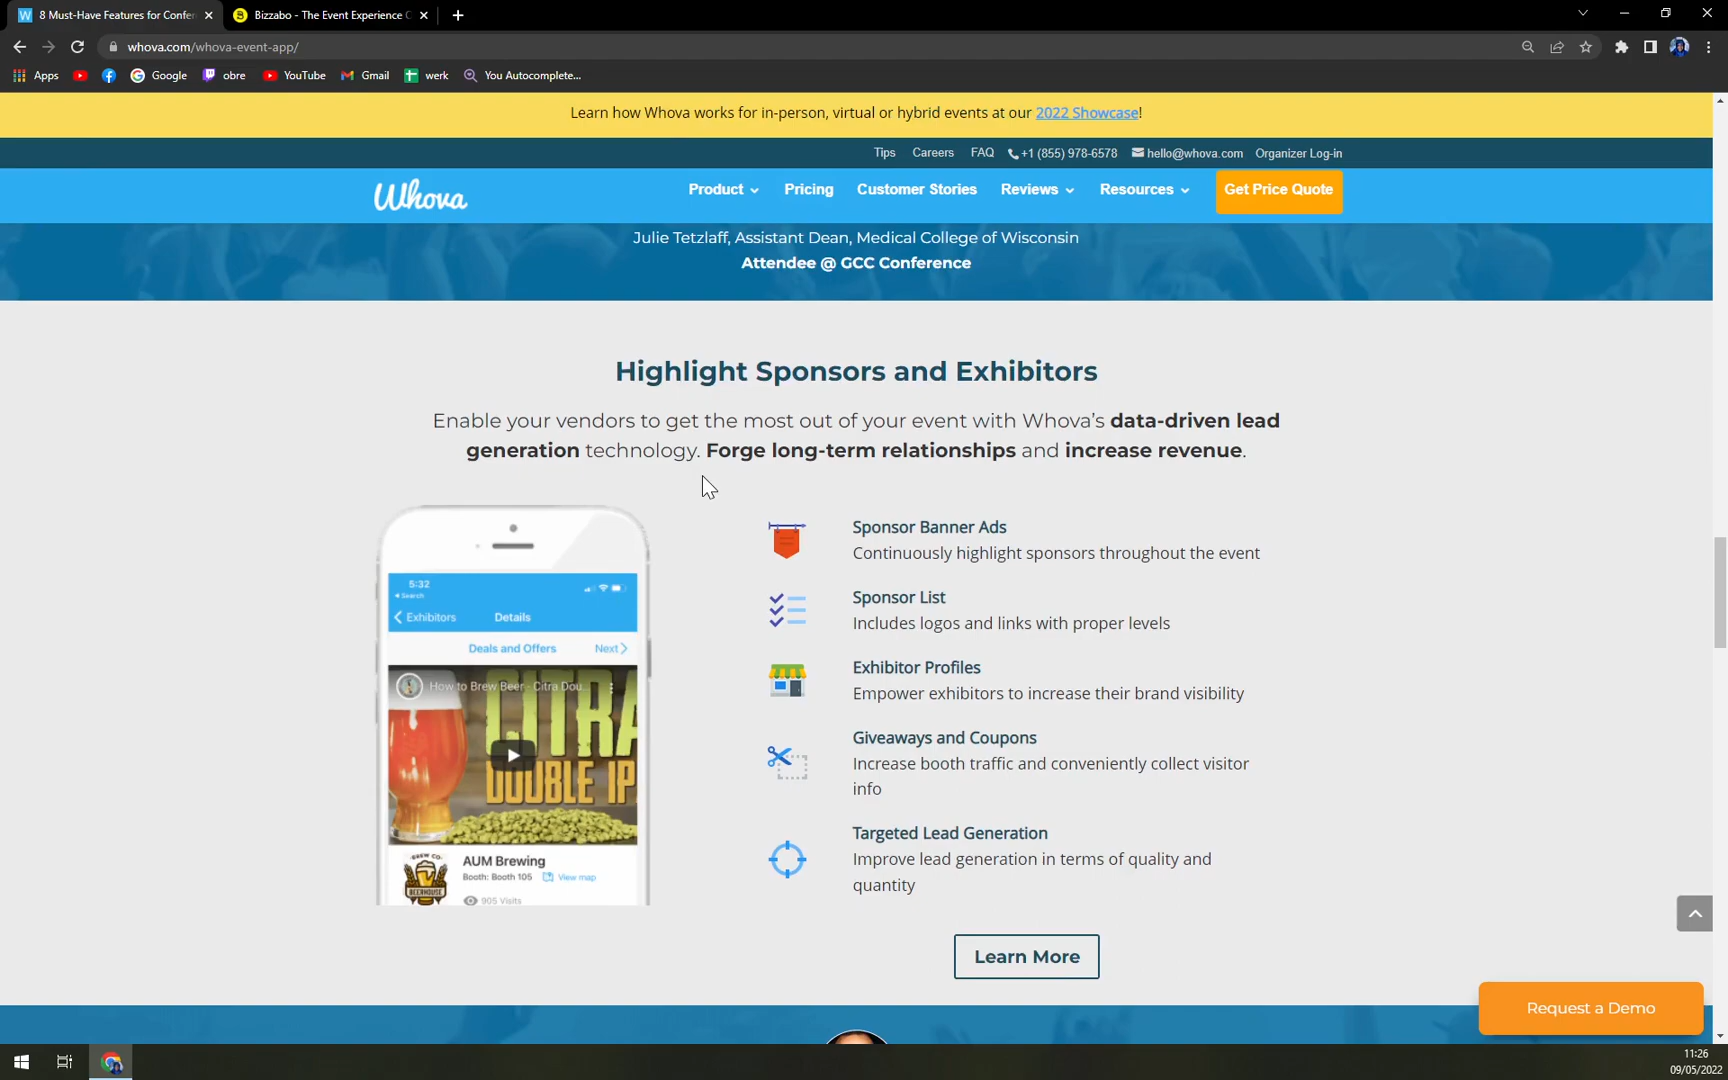 8 Must-Have Features for Confer
Bizzabo - The Event Experience
whova.com/whova-event-app/
Apps
Google
obre
YouTube
Gmail
werk
You Autocomplete...
Learn how Whova works for in-person, virtual or hybrid events at our 2022 Showcase!
Tips Careers FAQ +1 (855) 978-6578 hello@whova.com Organizer Log-in
Whova
Product Pricing Customer Stories Reviews Resources Get Price Quote
Julie Tetzlaff, Assistant Dean, Medical College of Wisconsin
Attendee @ GCC Conference
Highlight Sponsors and Exhibitors
Enable your vendors to get the most out of your event with Whova's data-driven lead
generation technology. Forge long-term relationships and increase revenue.
5:32
Search
Exhibitors Details
Deals and Offers Next
How to Brew Beer - Citra Dou...
CITRA
DOUBLE IP
AUM Brewing
Booth: Booth 105 View map
905 Visits
BREW CO
BEERHOUSE
Sponsor Banner Ads
Continuously highlight sponsors throughout the event
Sponsor List
Includes logos and links with proper levels
Exhibitor Profiles
Empower exhibitors to increase their brand visibility
Giveaways and Coupons
Increase booth traffic and conveniently collect visitor
info
Targeted Lead Generation
Improve lead generation in terms of quality and
quantity
Learn More
Request a Demo
11:26
09/05/2022